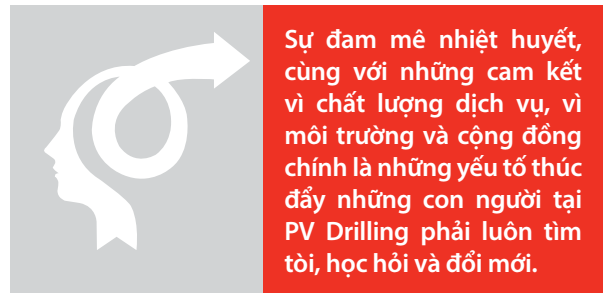 Sự đam mê nhiệt huyết,
cùng với những cam kết
vì chất lượng dịch vụ, vì
môi trường và cộng đồng
chính là những yếu tố thúc
đẩy những con người tại
PV Drilling phải luôn tìm
tòi, học hỏi và đổi mới.